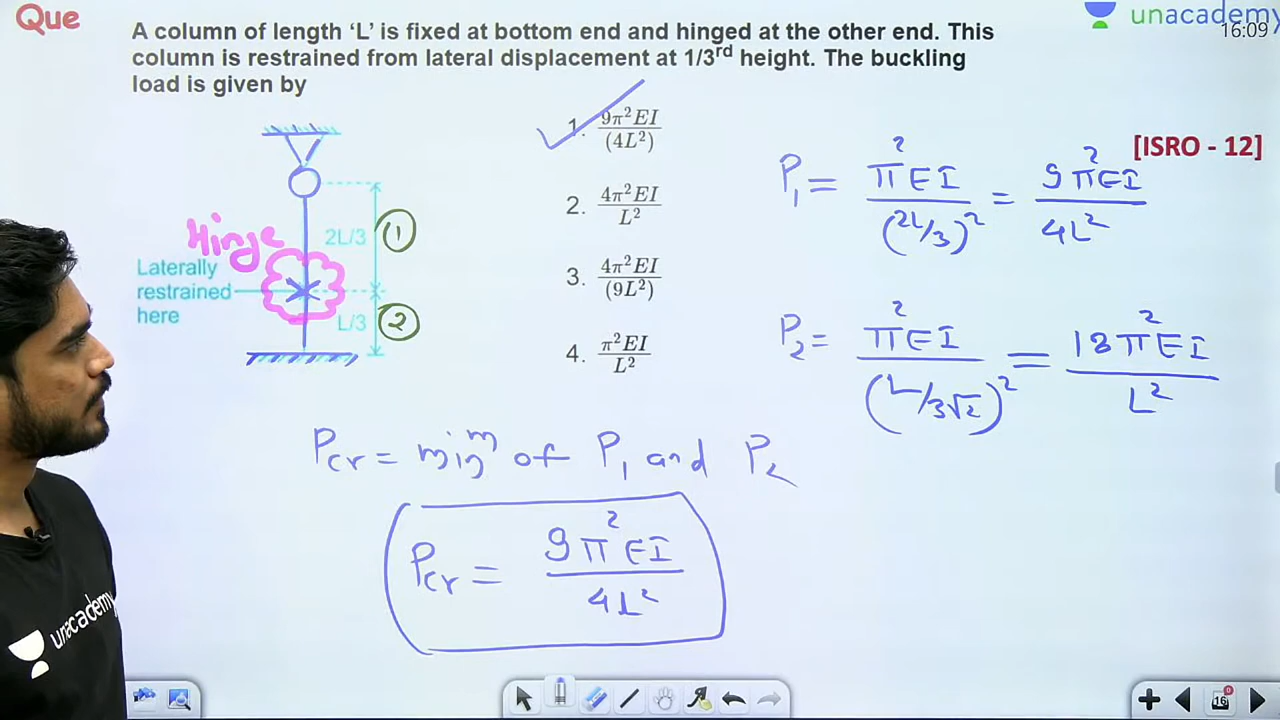 Que
unacademy
16:09
A column of length ‘L’ is fixed at bottom end and hinged at the other end. This
column is restrained from lateral displacement at 1/3rd height. The buckling
load is given by
[ISRO - 12]
1. 9π²EI/(4L²)
2. 4π²EI/L²
3. 4π²EI/(9L²)
4. π²EI/L²
Hinge
2L/3
①
Laterally
restrained
here
L/3
②
P₁ = π²EI/(2L/3)² = 9π²EI/4L²
P₂ = π²EI/(L/3√2)² = 18π²EI/L²
Pcr = minᵐ of P₁ and P₂
Pcr = 9π²EI/4L²
unacademy
16
0